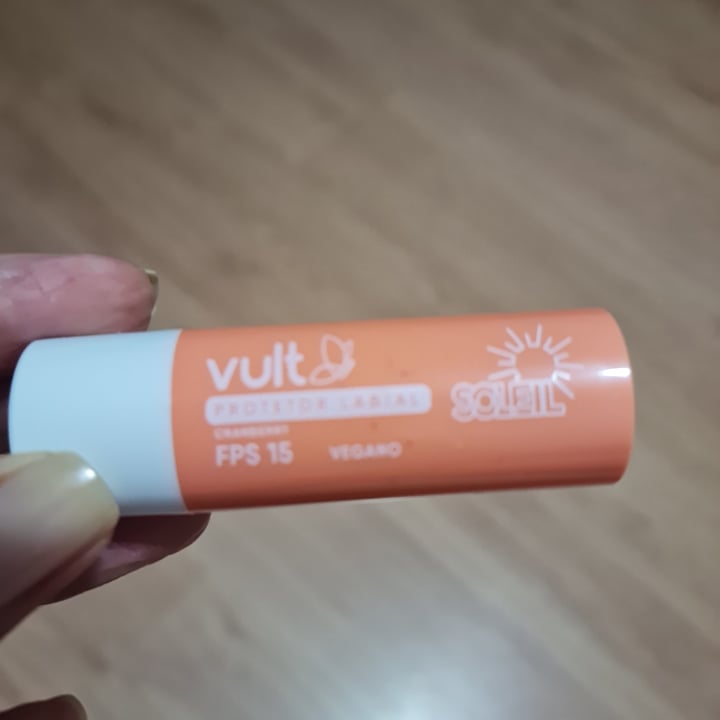 vult
PROTETOR LABIAL
CRANBERRY
FPS 15 VEGANO
SOLEIL